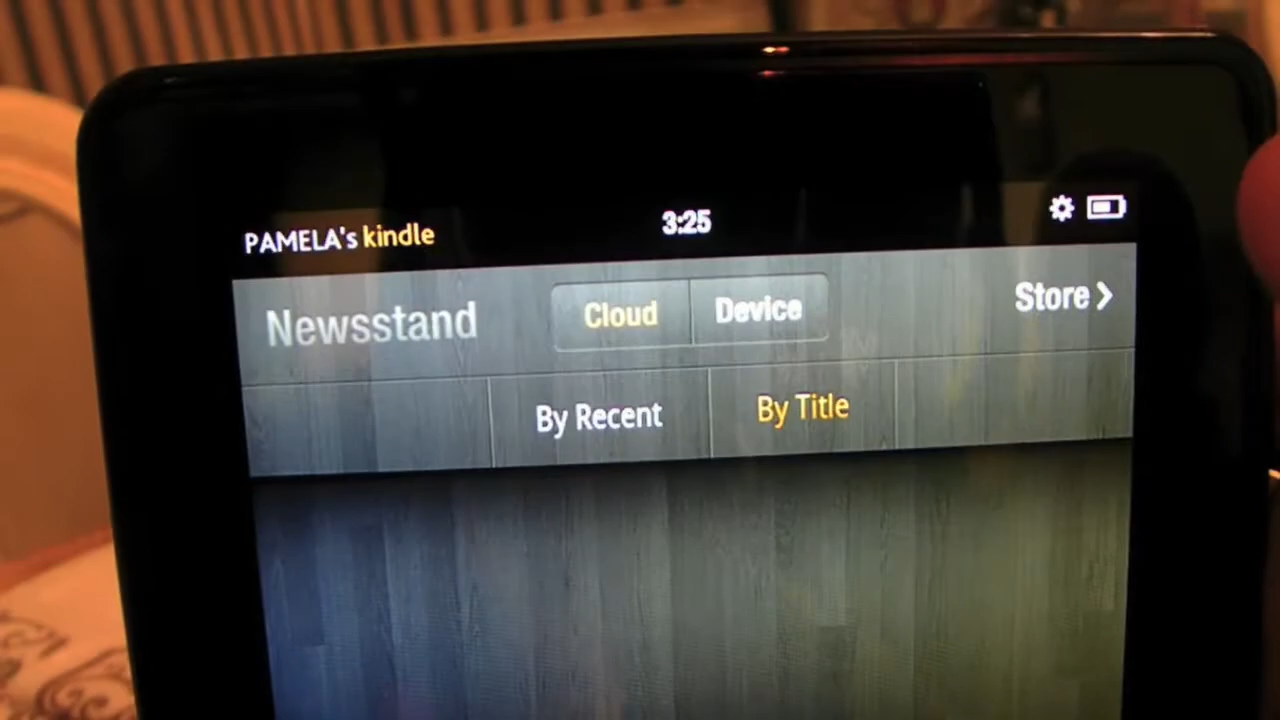 PAMELA's kindle 3:25
Newsstand Cloud Device Store >
By Recent By Title